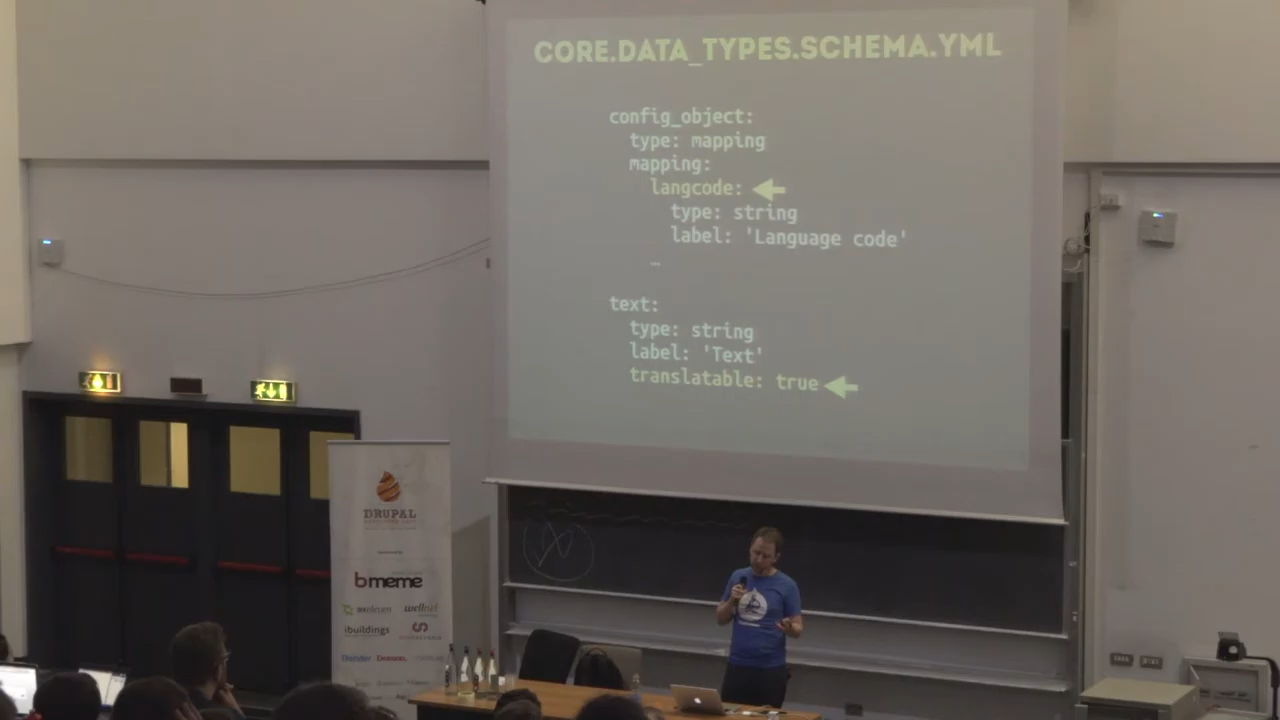 CORE.DATA_TYPES.SCHEMA.YML
config_object:
type: mapping
mapping:
langcode:
type: string
label: 'Language code'
…
text:
type: string
label: 'Text'
translatable: true
DRUPAL
bmeme
wellnet
ibuildings